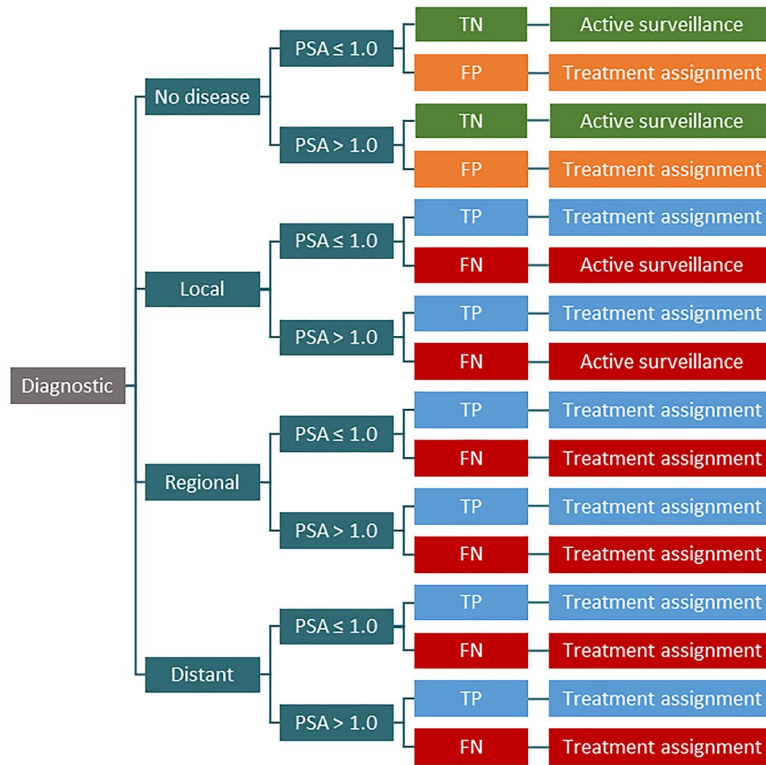 TN Active surveillance
PSA ≤ 1.0
FP Treatment assignment
No disease
TN Active surveillance
PSA > 1.0
FP Treatment assignment
TP Treatment assignment
PSA ≤ 1.0
FN Active surveillance
Local
TP Treatment assignment
PSA > 1.0
FN Active surveillance
Diagnostic
TP Treatment assignment
PSA ≤ 1.0
FN Treatment assignment
Regional
TP Treatment assignment
PSA > 1.0
FN Treatment assignment
TP Treatment assignment
PSA ≤ 1.0
FN Treatment assignment
Distant
TP Treatment assignment
PSA > 1.0
FN Treatment assignment